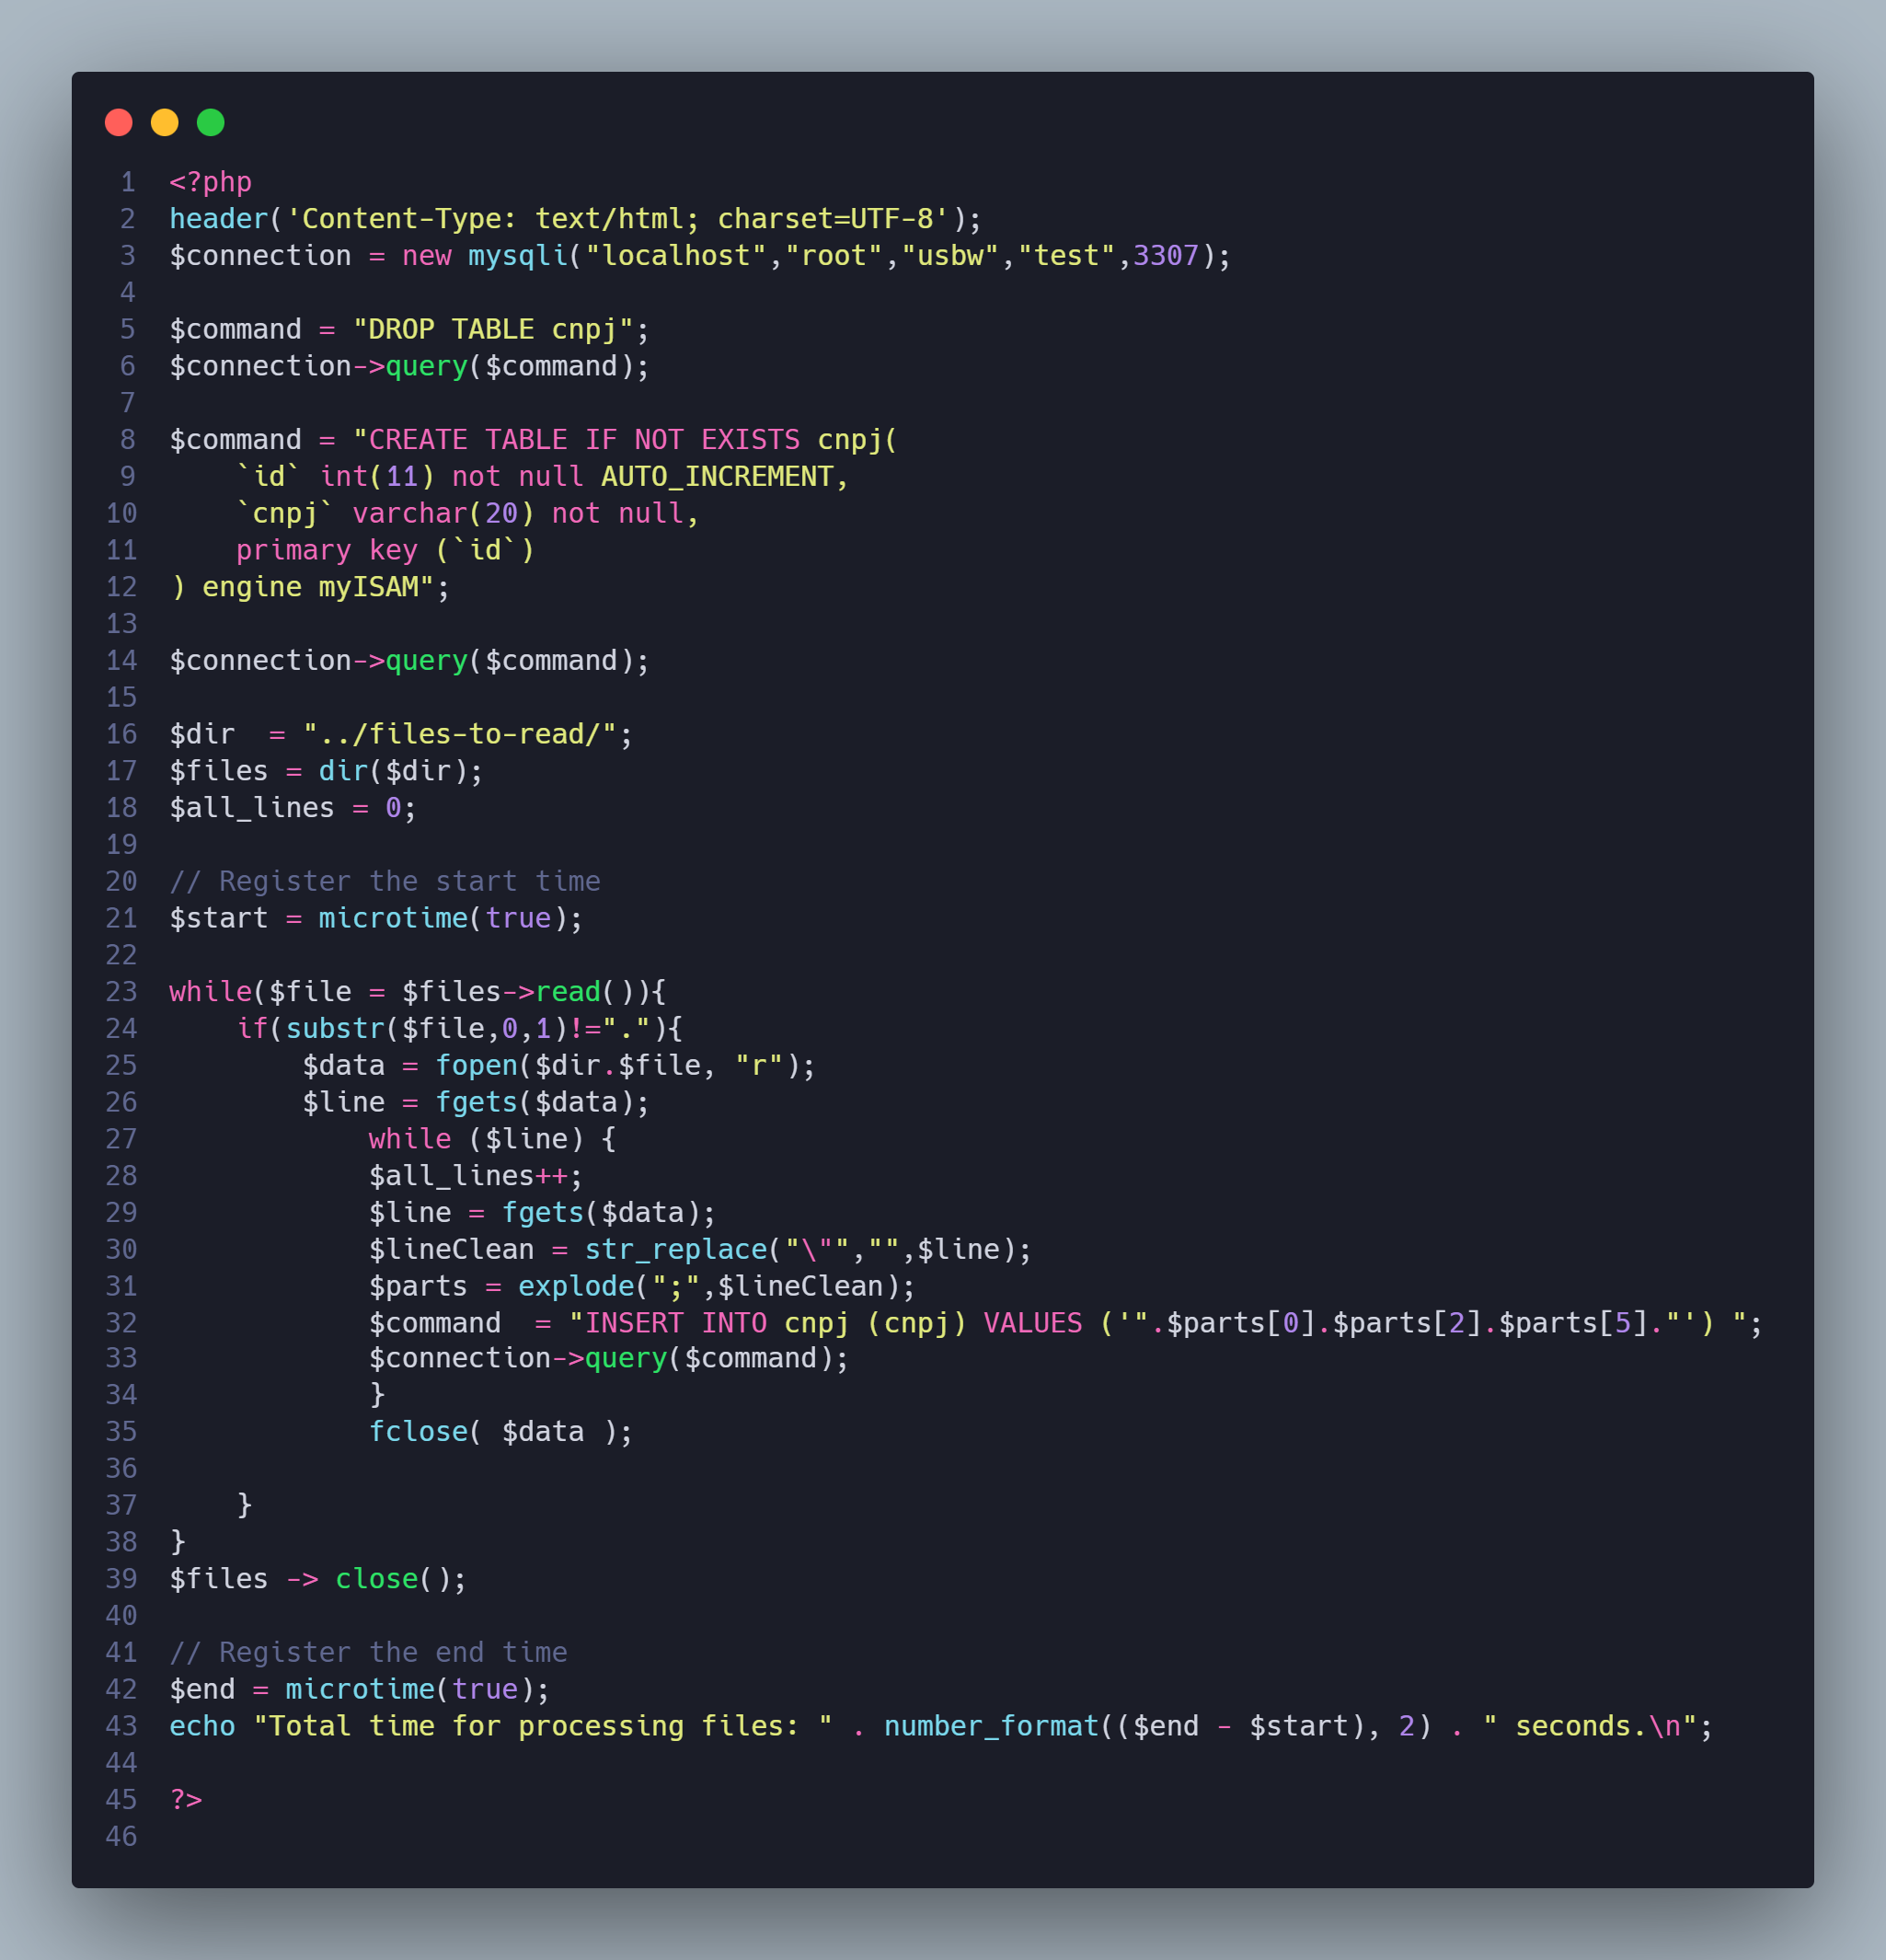 1 <?php
2 header('Content-Type: text/html; charset=UTF-8');
3 $connection = new mysqli("localhost","root","usbw","test",3307);
4
5 $command = "DROP TABLE cnpj";
6 $connection->query($command);
7
8 $command = "CREATE TABLE IF NOT EXISTS cnpj(
9     `id` int(11) not null AUTO_INCREMENT,
10     `cnpj` varchar(20) not null,
11     primary key (`id`)
12 ) engine myISAM";
13
14 $connection->query($command);
15
16 $dir  = "../files-to-read/";
17 $files = dir($dir);
18 $all_lines = 0;
19
20 // Register the start time
21 $start = microtime(true);
22
23 while($file = $files->read()){
24     if(substr($file,0,1)!="."){
25         $data = fopen($dir.$file, "r");
26         $line = fgets($data);
27             while ($line) {
28             $all_lines++;
29             $line = fgets($data);
30             $lineClean = str_replace("\"","",$line);
31             $parts = explode(";",$lineClean);
32             $command  = "INSERT INTO cnpj (cnpj) VALUES ('".$parts[0].$parts[2].$parts[5]."') ";
33             $connection->query($command);
34             }
35             fclose( $data );
36
37     }
38 }
39 $files -> close();
40
41 // Register the end time
42 $end = microtime(true);
43 echo "Total time for processing files: " . number_format(($end - $start), 2) . " seconds.\n";
44
45 ?>
46